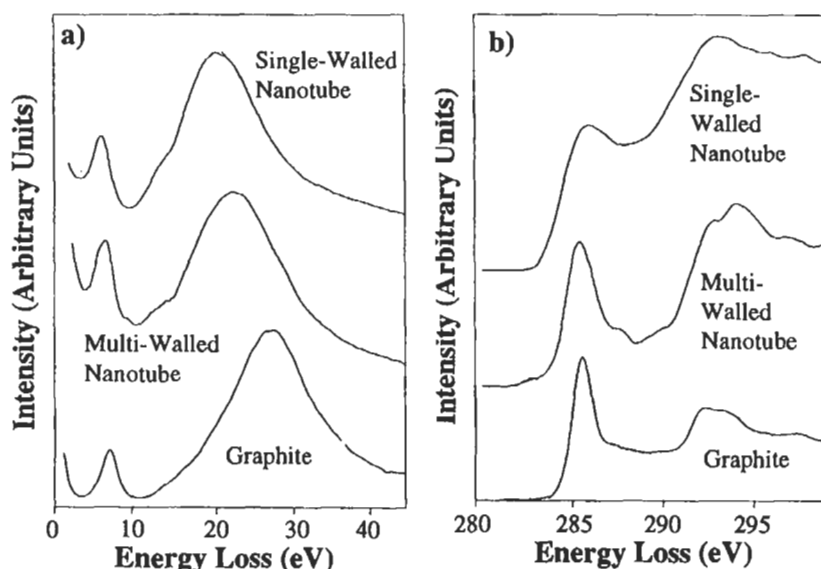 a)
Single-Walled
Nanotube
Multi-Walled
Nanotube
Graphite
Intensity (Arbitrary Units)
0 10 20 30 40
Energy Loss (eV)
b)
Single-
Walled
Nanotube
Multi-
Walled
Nanotube
Graphite
Intensity (Arbitrary Units)
280 285 290 295
Energy Loss (eV)